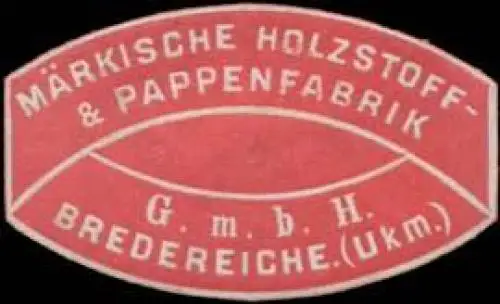 MÄRKISCHE HOLZSTOFF-
& PAPPENFABRIK
G. m. b. H.
BREDEREICHE.(Ukm.)